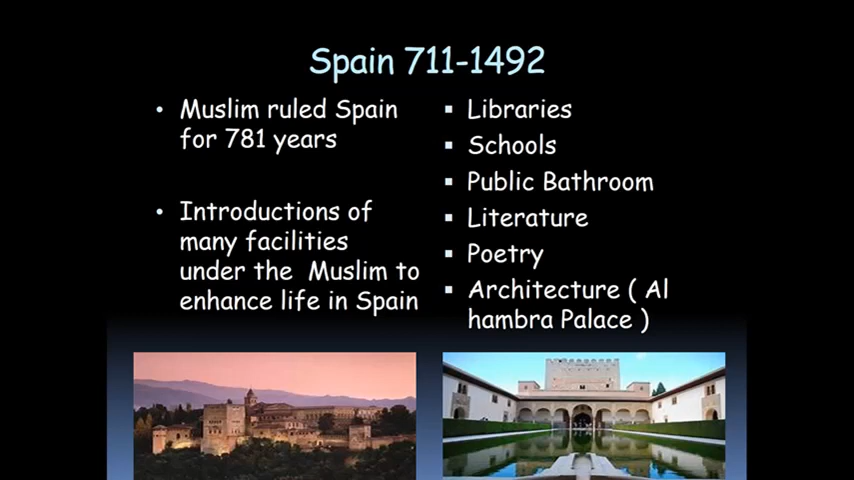 Spain 711-1492
• Muslim ruled Spain
for 781 years
• Introductions of
many facilities
under the Muslim to
enhance life in Spain
▪ Libraries
▪ Schools
▪ Public Bathroom
▪ Literature
▪ Poetry
▪ Architecture ( Al
hambra Palace )